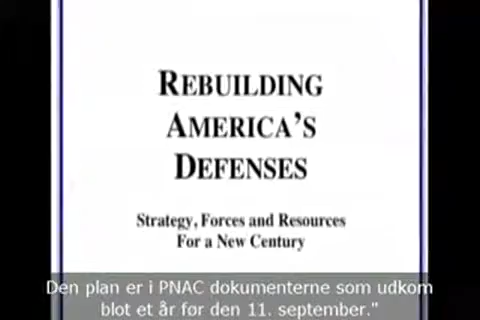 REBUILDING
AMERICA'S
DEFENSES
Strategy, Forces and Resources
For a New Century
Den plan er i PNAC dokumenterne som udkom
blot et år før den 11. september."